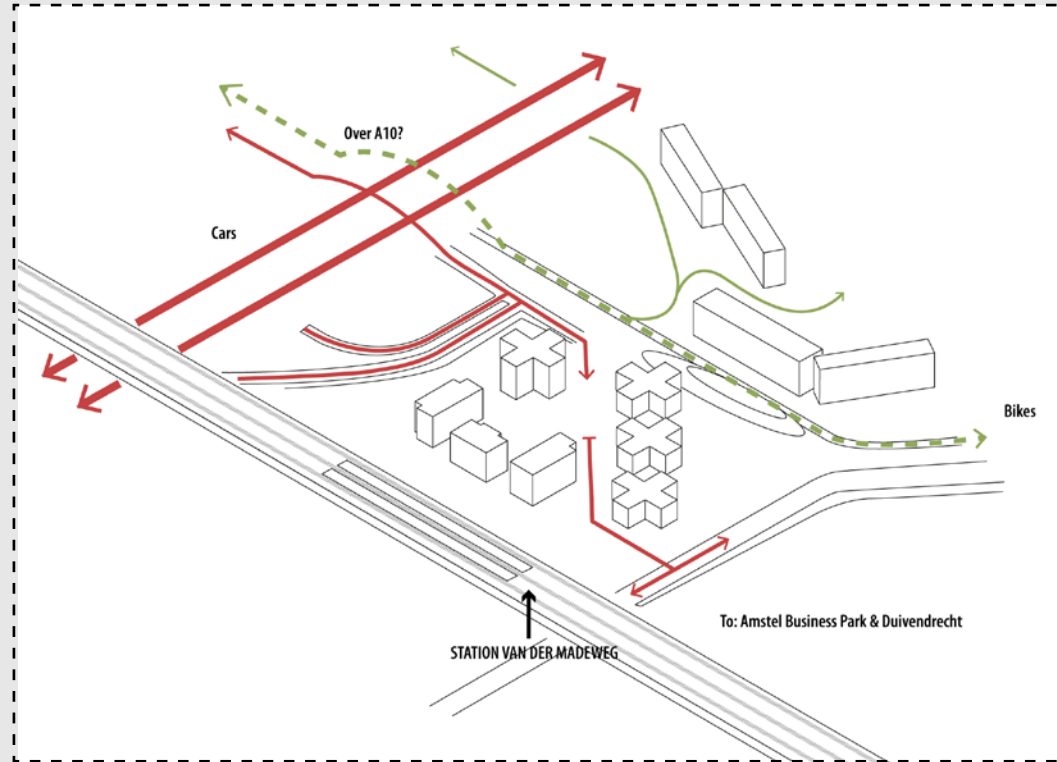 Over A10?
Cars
Bikes
To: Amstel Business Park & Duivendrecht
STATION VAN DER MADEWEG